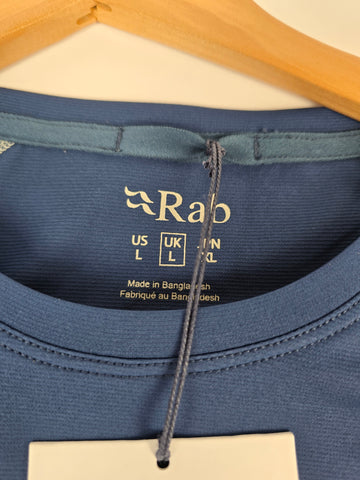 Rab
US UK JPN
L L XL
Made in Bangladesh
Fabriqué au Bangladesh